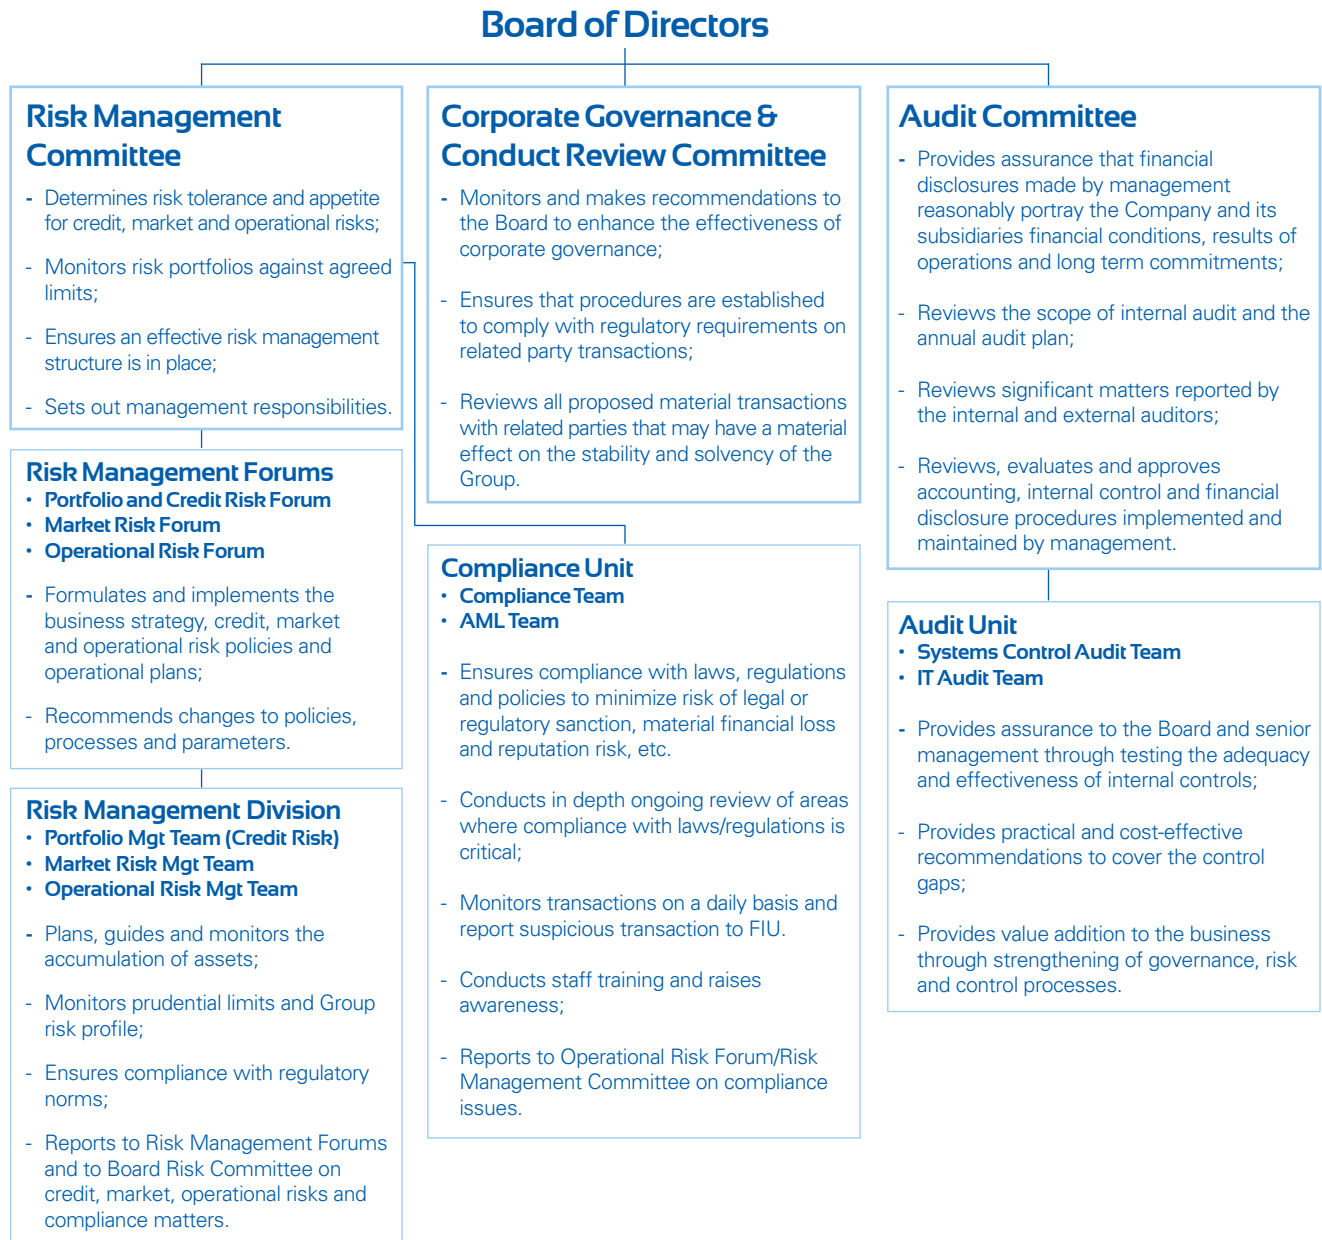 Board of Directors
Risk Management
Committee
- Determines risk tolerance and appetite
for credit, market and operational risks;
- Monitors risk portfolios against agreed
limits;
- Ensures an effective risk management
structure is in place;
- Sets out management responsibilities.
Risk Management Forums
• Portfolio and Credit Risk Forum
• Market Risk Forum
• Operational Risk Forum
- Formulates and implements the
business strategy, credit, market
and operational risk policies and
operational plans;
- Recommends changes to policies,
processes and parameters.
Risk Management Division
• Portfolio Mgt Team (Credit Risk)
• Market Risk Mgt Team
• Operational Risk Mgt Team
- Plans, guides and monitors the
accumulation of assets;
- Monitors prudential limits and Group
risk profile;
- Ensures compliance with regulatory
norms;
- Reports to Risk Management Forums
and to Board Risk Committee on
credit, market, operational risks and
compliance matters.
Corporate Governance &
Conduct Review Committee
- Monitors and makes recommendations to
the Board to enhance the effectiveness of
corporate governance;
- Ensures that procedures are established
to comply with regulatory requirements on
related party transactions;
- Reviews all proposed material transactions
with related parties that may have a material
effect on the stability and solvency of the
Group.
Compliance Unit
• Compliance Team
• AML Team
- Ensures compliance with laws, regulations
and policies to minimize risk of legal or
regulatory sanction, material financial loss
and reputation risk, etc.
- Conducts in depth ongoing review of areas
where compliance with laws/regulations is
critical;
- Monitors transactions on a daily basis and
report suspicious transaction to FIU.
- Conducts staff training and raises
awareness;
- Reports to Operational Risk Forum/Risk
Management Committee on compliance
issues.
Audit Committee
- Provides assurance that financial
disclosures made by management
reasonably portray the Company and its
subsidiaries financial conditions, results of
operations and long term commitments;
- Reviews the scope of internal audit and the
annual audit plan;
- Reviews significant matters reported by
the internal and external auditors;
- Reviews, evaluates and approves
accounting, internal control and financial
disclosure procedures implemented and
maintained by management.
Audit Unit
• Systems Control Audit Team
• IT Audit Team
- Provides assurance to the Board and senior
management through testing the adequacy
and effectiveness of internal controls;
- Provides practical and cost-effective
recommendations to cover the control
gaps;
- Provides value addition to the business
through strengthening of governance, risk
and control processes.